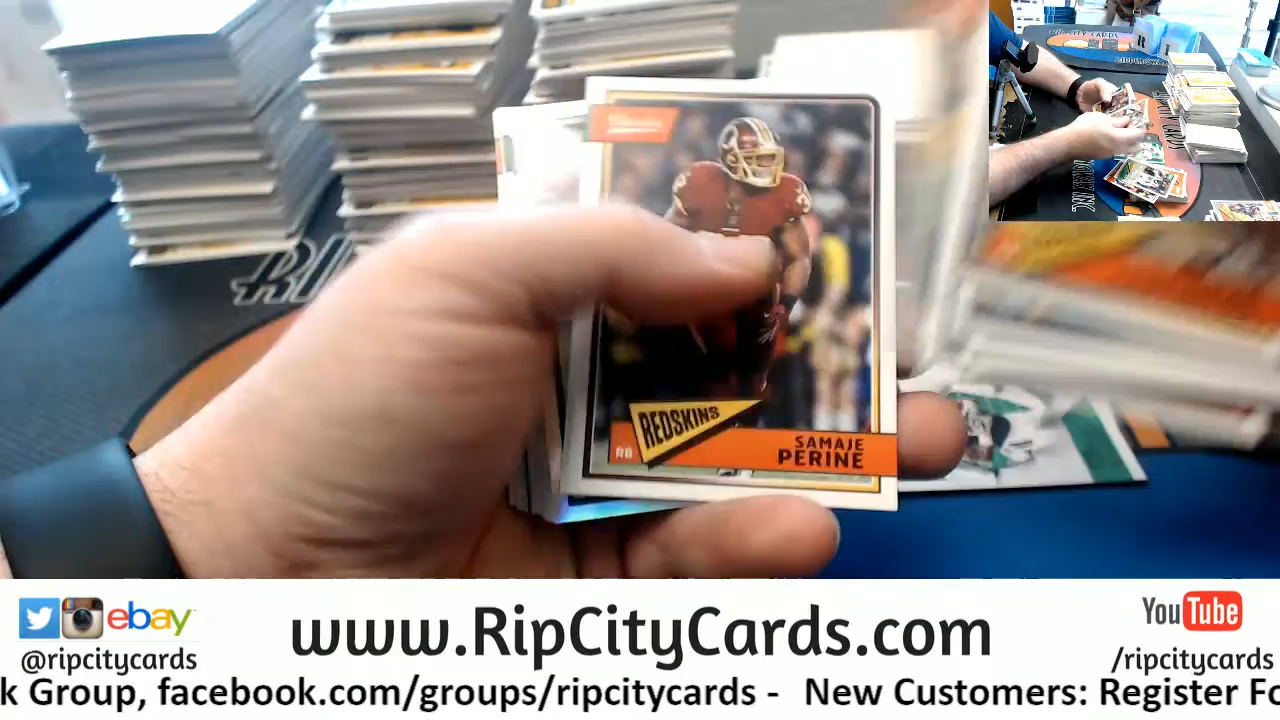 REDSKINS
RB
SAMAJE
PERINE
ebay
www.RipCityCards.com
YouTube
@ripcitycards
/ripcitycards
k Group, facebook.com/groups/ripcitycards - New Customers: Register Fo